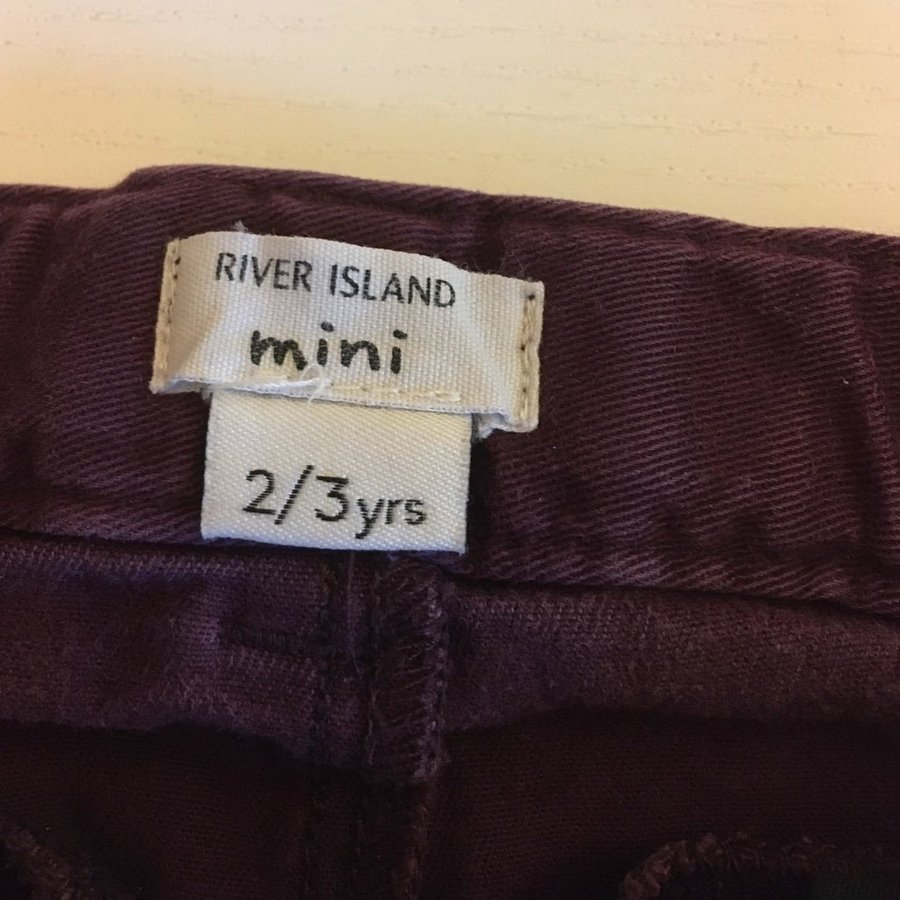 RIVER ISLAND
mini
2/3yrs